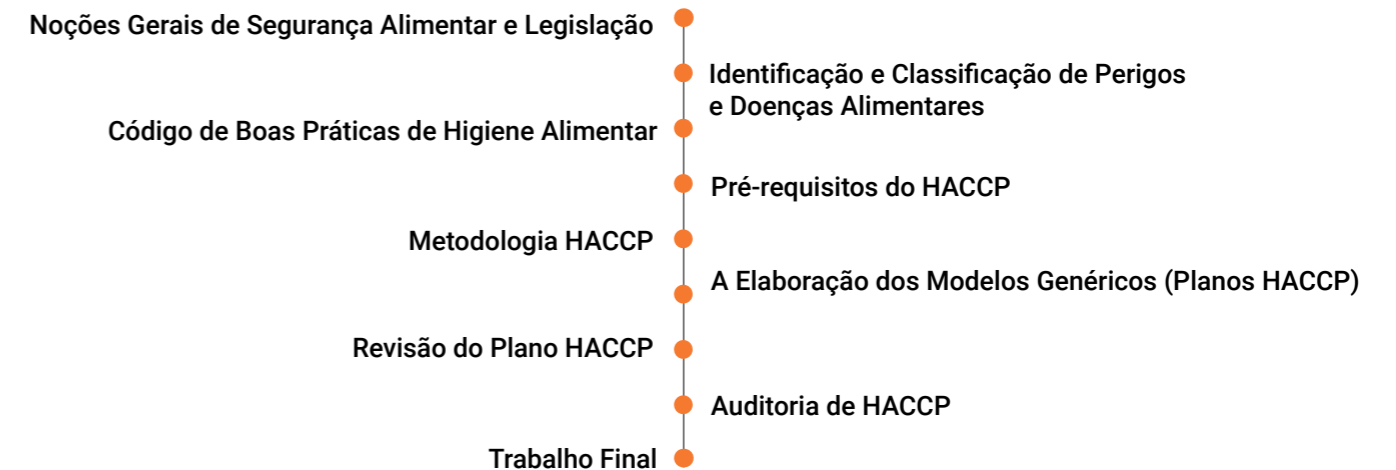 Noções Gerais de Segurança Alimentar e Legislação
Identificação e Classificação de Perigos
e Doenças Alimentares
Código de Boas Práticas de Higiene Alimentar
Pré-requisitos do HACCP
Metodologia HACCP
A Elaboração dos Modelos Genéricos (Planos HACCP)
Revisão do Plano HACCP
Auditoria de HACCP
Trabalho Final